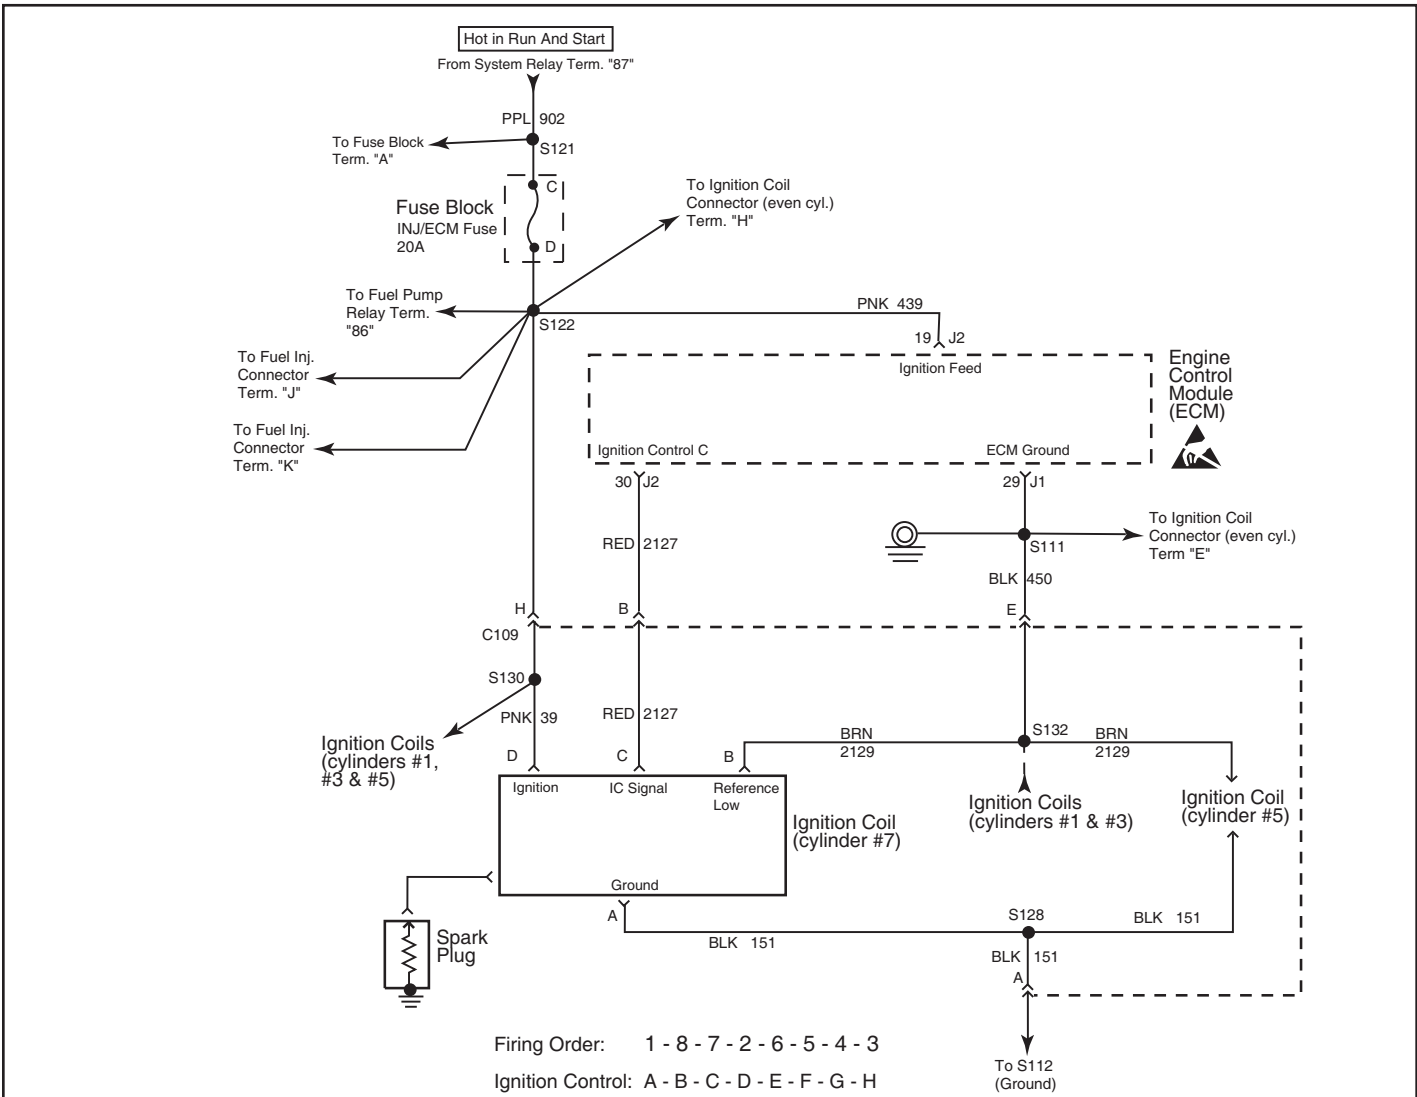 Hot in Run And Start
From System Relay Term. "87"
PPL 902
To Fuse Block
Term. "A"
S121
C
Fuse Block
INJ/ECM Fuse
20A
D
To Ignition Coil
Connector (even cyl.)
Term. "H"
To Fuel Pump
Relay Term.
"86"
S122
PNK 439
19 J2
To Fuel Inj.
Connector
Term. "J"
Ignition Feed
Engine
Control
Module
(ECM)
To Fuel Inj.
Connector
Term. "K"
Ignition Control C
ECM Ground
30 J2
29 J1
RED 2127
S111
To Ignition Coil
Connector (even cyl.)
Term "E"
BLK 450
H
B
E
C109
S130
PNK 39
RED 2127
Ignition Coils
(cylinders #1,
#3 & #5)
D
C
B
BRN
2129
S132
BRN
2129
Ignition
IC Signal
Reference
Low
Ignition Coil
(cylinder #7)
Ignition Coils
(cylinders #1 & #3)
Ignition Coil
(cylinder #5)
Ground
A
BLK 151
S128
BLK 151
BLK 151
A
Spark
Plug
To S112
(Ground)
Firing Order: 1 - 8 - 7 - 2 - 6 - 5 - 4 - 3
Ignition Control: A - B - C - D - E - F - G - H